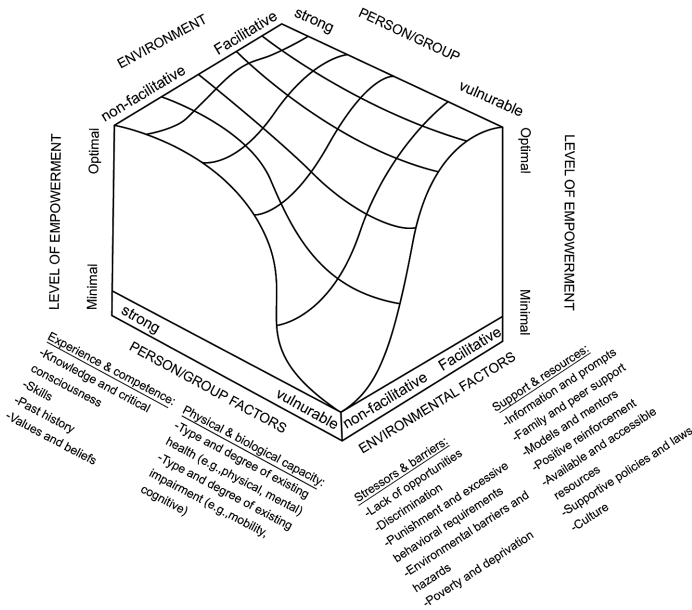 ENVIRONMENT
Facilitative
non-facilitative
strong
PERSON/GROUP
vulnurable
LEVEL OF EMPOWERMENT
Optimal
Minimal
Optimal
Minimal
LEVEL OF EMPOWERMENT
strong
PERSON/GROUP FACTORS
vulnurable
non-facilitative
Facilitative
ENVIRONMENTAL FACTORS
Experience & competence:
-Knowledge and critical
consciousness
-Skills
-Past history
-Values and beliefs
Physical & biological capacity:
-Type and degree of existing
health (e.g.,physical, mental)
-Type and degree of existing
impairment (e.g.,mobility,
cognitive)
Stressors & barriers:
-Lack of opportunities
-Discrimination
-Punishment and excessive
behavioral requirements
-Environmental barriers and
hazards
-Poverty and deprivation
Support & resources:
-Information and prompts
-Family and peer support
-Models and mentors
-Positive reinforcement
-Available and accessible
resources
-Supportive policies and laws
-Culture